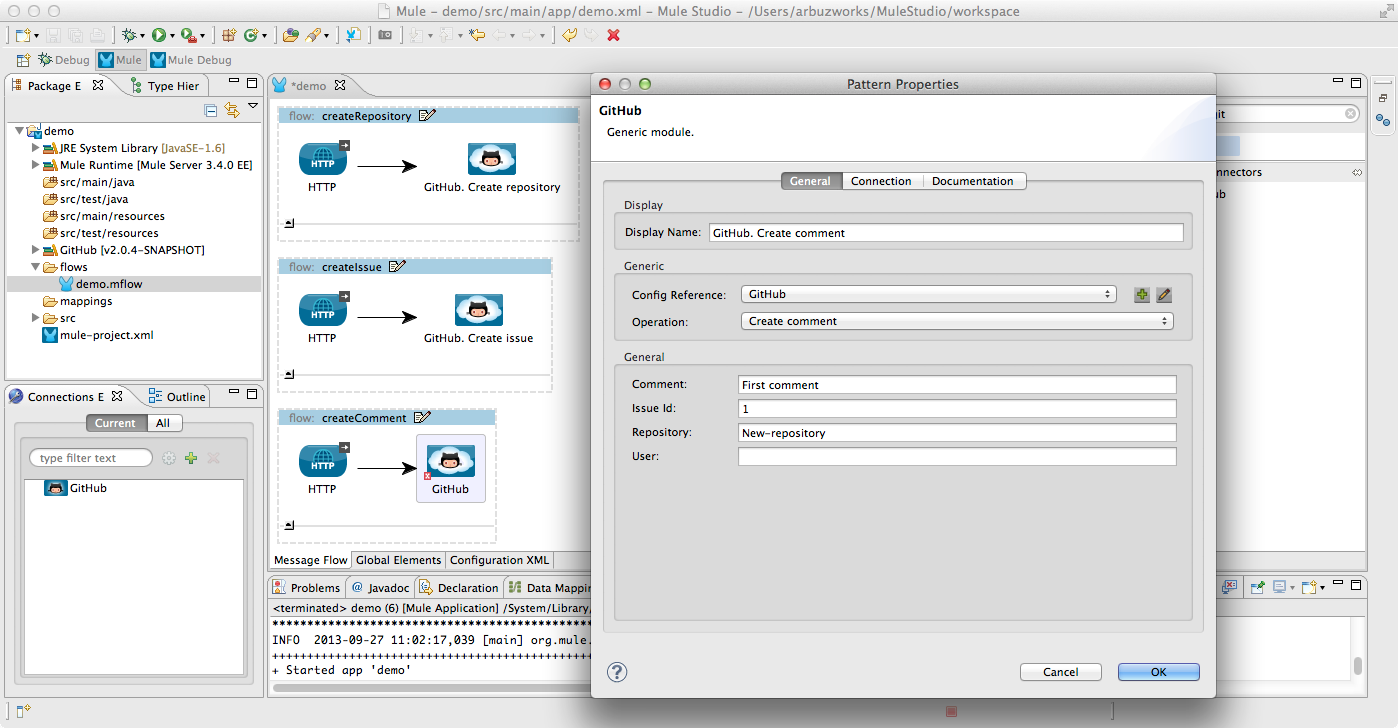 Mule – demo/src/main/app/demo.xml – Mule Studio – /Users/arbuzworks/MuleStudio/workspace
Debug Mule Mule Debug
Package E Type Hier
demo
JRE System Library [JavaSE-1.6]
Mule Runtime [Mule Server 3.4.0 EE]
src/main/java
src/test/java
src/main/resources
src/test/resources
GitHub [v2.0.4-SNAPSHOT]
flows
demo.mflow
mappings
src
mule-project.xml
Connections E Outline
Current All
type filter text
GitHub
*demo
flow: createRepository
HTTP
HTTP
GitHub. Create repository
flow: createIssue
HTTP
HTTP
GitHub. Create issue
flow: createComment
HTTP
HTTP
GitHub
Message Flow Global Elements Configuration XML
Problems @ Javadoc Declaration Data Mappin
<terminated> demo (6) [Mule Application] /System/Library/
**********************************************
INFO 2013-09-27 11:02:17,039 [main] org.mule.
++++++++++++++++++++++++++++++++++++++++++++++
+ Started app 'demo'
Pattern Properties
GitHub
Generic module.
General Connection Documentation
Display
Display Name: GitHub. Create comment
Generic
Config Reference: GitHub
Operation: Create comment
General
Comment: First comment
Issue Id: 1
Repository: New-repository
User:
? Cancel OK
git
nnectors
ub